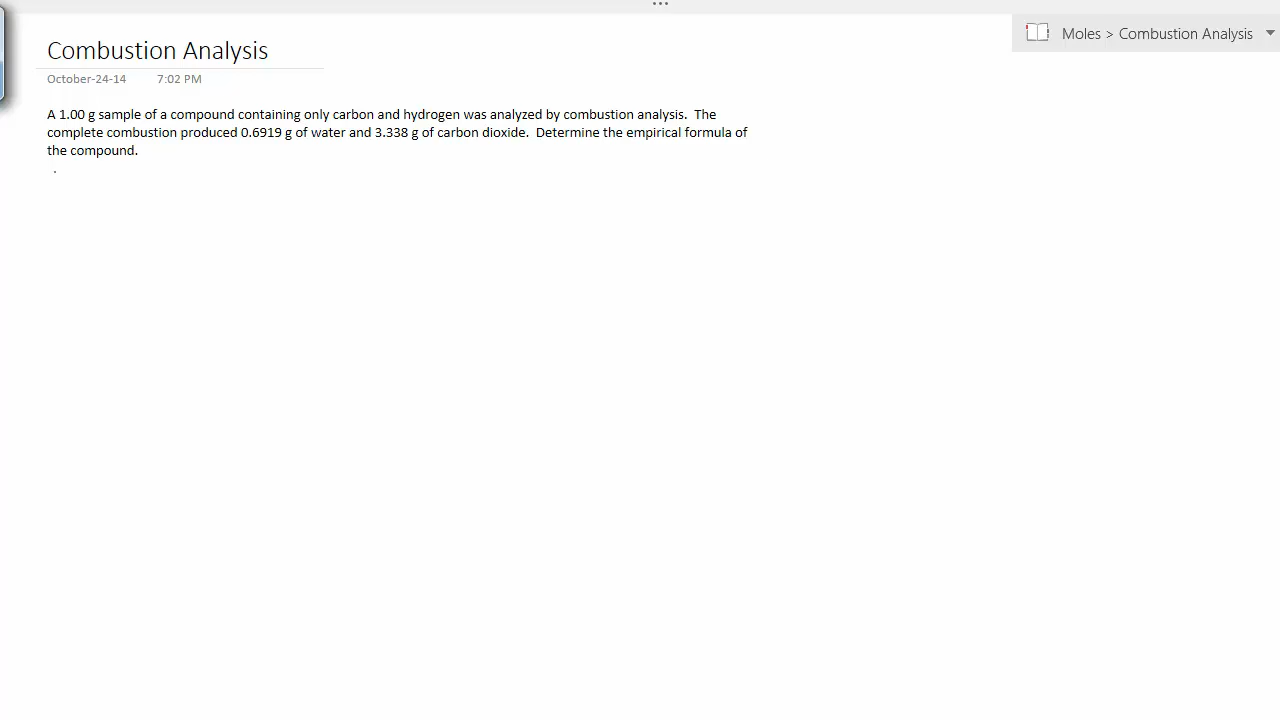 Combustion Analysis
Moles > Combustion Analysis
October-24-14 7:02 PM
A 1.00 g sample of a compound containing only carbon and hydrogen was analyzed by combustion analysis. The
complete combustion produced 0.6919 g of water and 3.338 g of carbon dioxide. Determine the empirical formula of
the compound.